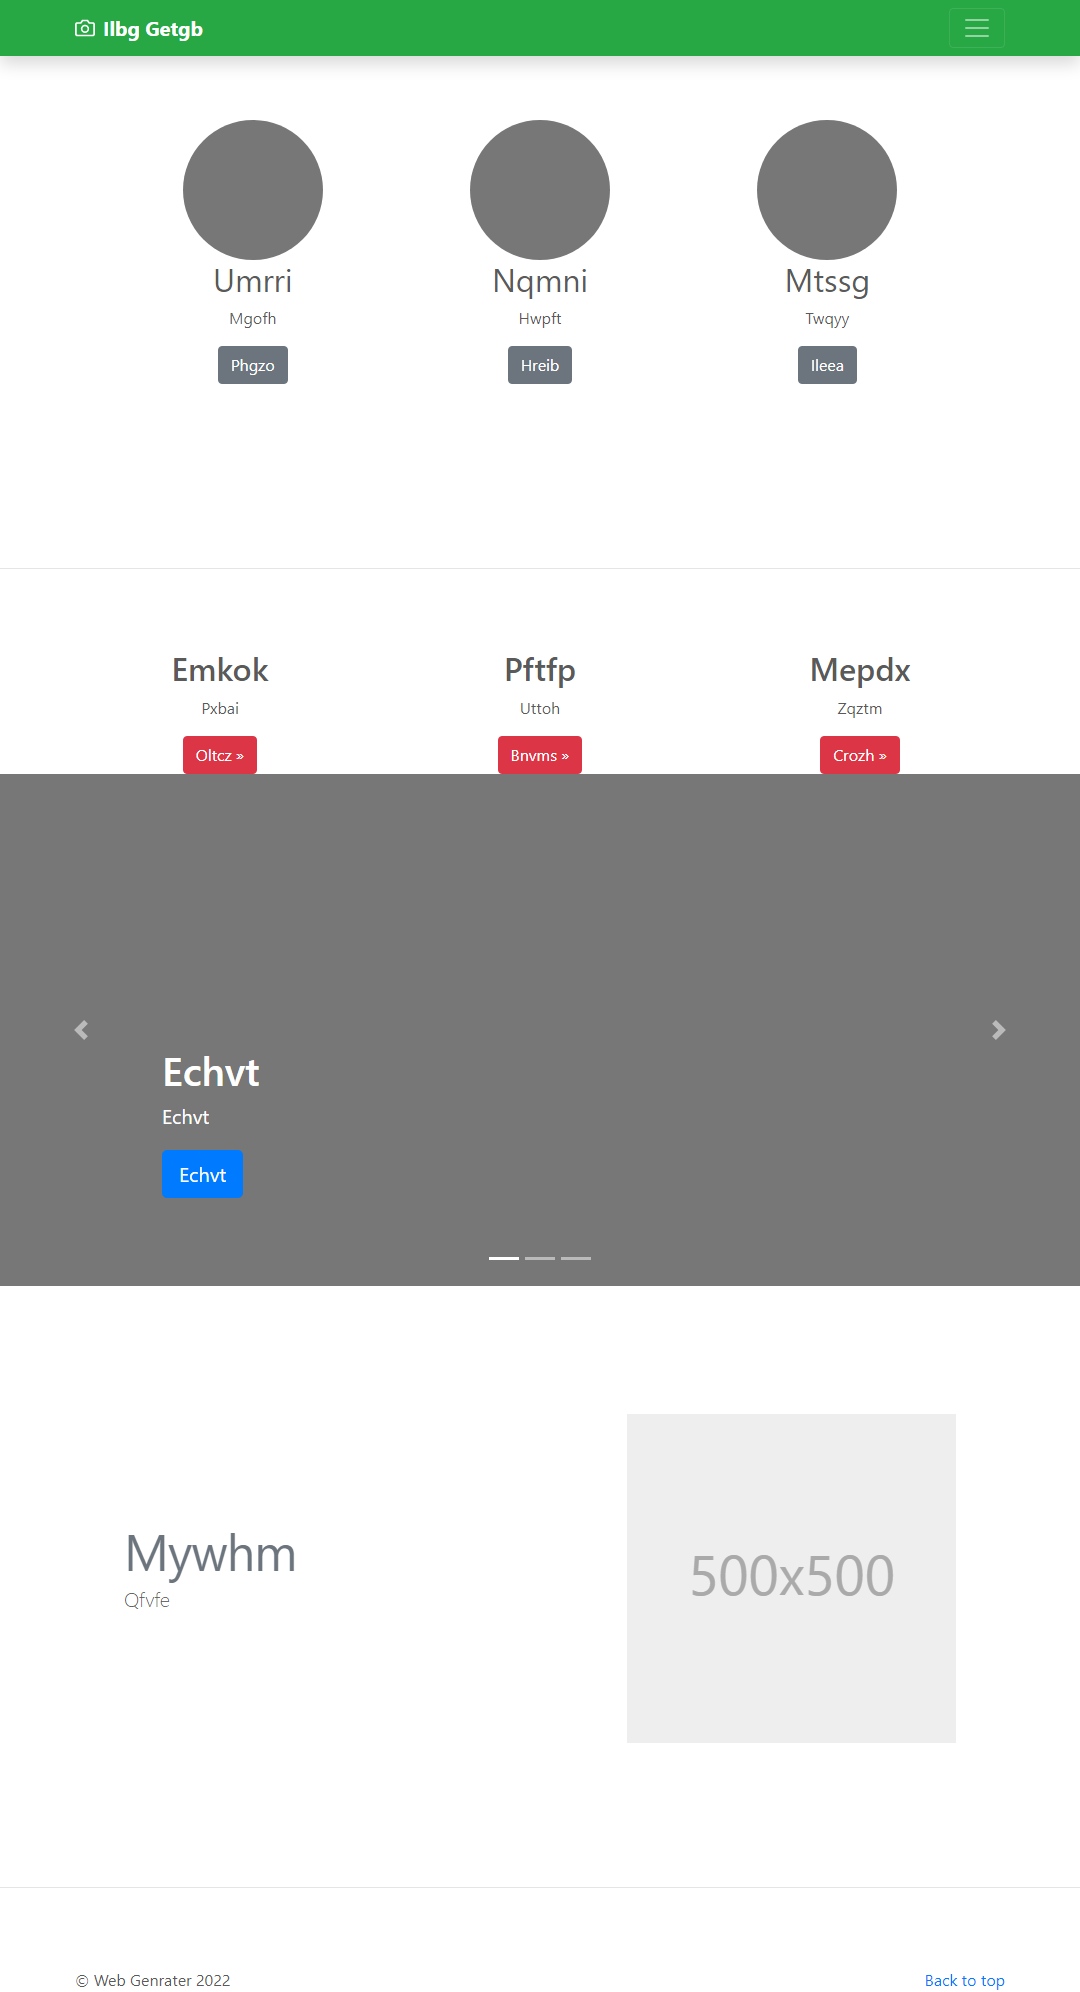 Ilbg Getgb
Umrri
Nqmni
Mtssg
Mgofh
Hwpft
Twqyy
Phgzo
Hreib
Ileea
Emkok
Pftfp
Mepdx
Pxbai
Uttoh
Zqztm
Oltcz »
Bnvms »
Crozh »
Echvt
Echvt
Echvt
Mywhm
Qfvfe
500x500
© Web Genrater 2022
Back to top